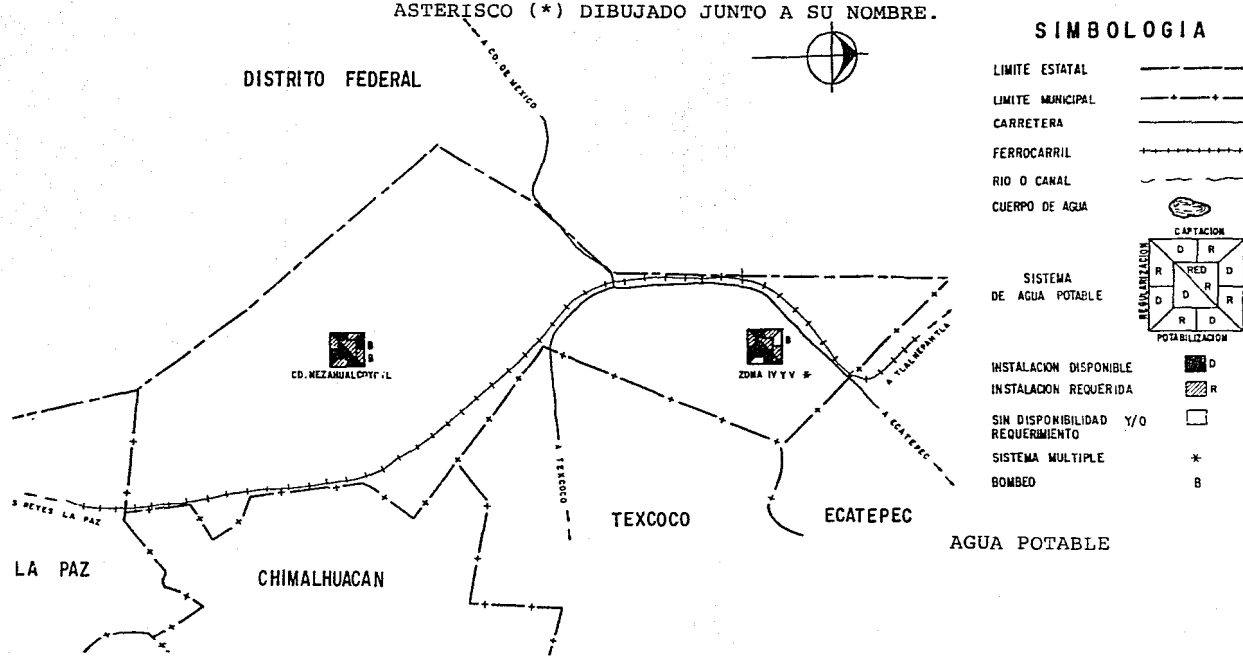 ASTERISCO (*) DIBUJADO JUNTO A SU NOMBRE.
SIMBOLOGIA
LIMITE ESTATAL
LIMITE MUNICIPAL
CARRETERA
FERROCARRIL
RIO O CANAL
CUERPO DE AGUA
SISTEMA
DE AGUA POTABLE
CAPTACION
REGULARIZACION
D R
R RED D
R
D D R
R D
POTABILIZACION
INSTALACION DISPONIBLE D
INSTALACION REQUERIDA R
SIN DISPONIBILIDAD Y/O
REQUERIMIENTO
SISTEMA MULTIPLE *
BOMBEO B
AGUA POTABLE
DISTRITO FEDERAL
A CD. DE MEXICO
B
B
CD. NEZAHUALCOYOTL
B
ZONA IV Y V *
A TLALNEPANTLA
A ECATEPEC
A TEXCOCO
S REYES LA PAZ
TEXCOCO
ECATEPEC
LA PAZ
CHIMALHUACAN